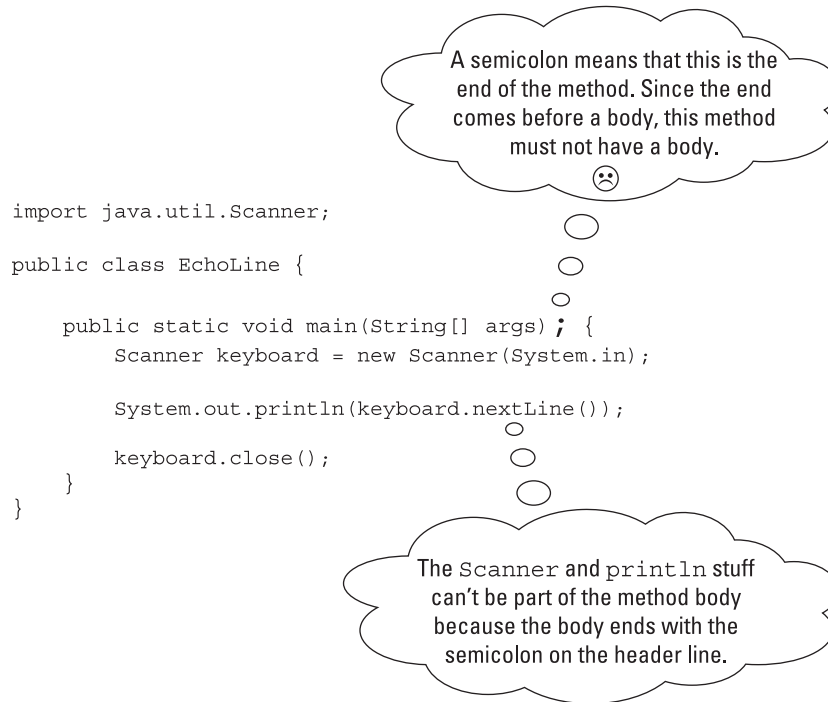 A semicolon means that this is the
end of the method. Since the end
comes before a body, this method
must not have a body.
import java.util.Scanner;
public class EchoLine {
public static void main(String[] args) ; {
Scanner keyboard = new Scanner(System.in);
System.out.println(keyboard.nextLine());
keyboard.close();
}
}
The Scanner and println stuff
can't be part of the method body
because the body ends with the
semicolon on the header line.